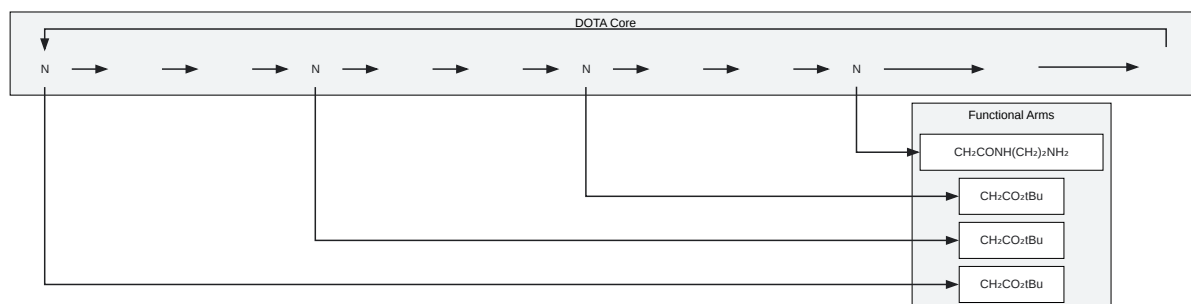 DOTA Core
N N N N
Functional Arms
CH₂CONH(CH₂)₂NH₂
CH₂CO₂tBu
CH₂CO₂tBu
CH₂CO₂tBu